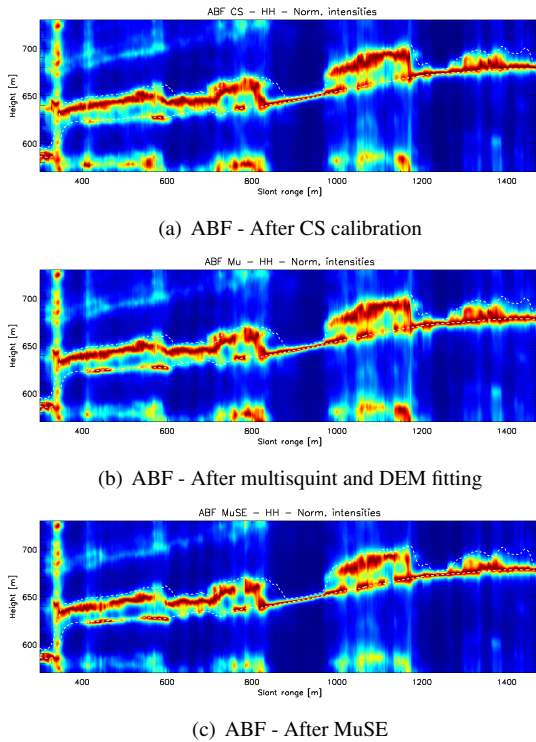 ABF CS − HH − Norm. intensities
Height [m]
700
650
600
400 600 800 1000 1200 1400
Slant range [m]
(a) ABF - After CS calibration
ABF Mu − HH − Norm. intensities
Height [m]
700
650
600
400 600 800 1000 1200 1400
Slant range [m]
(b) ABF - After multisquint and DEM fitting
ABF MuSE − HH − Norm. intensities
Height [m]
700
650
600
400 600 800 1000 1200 1400
Slant range [m]
(c) ABF - After MuSE